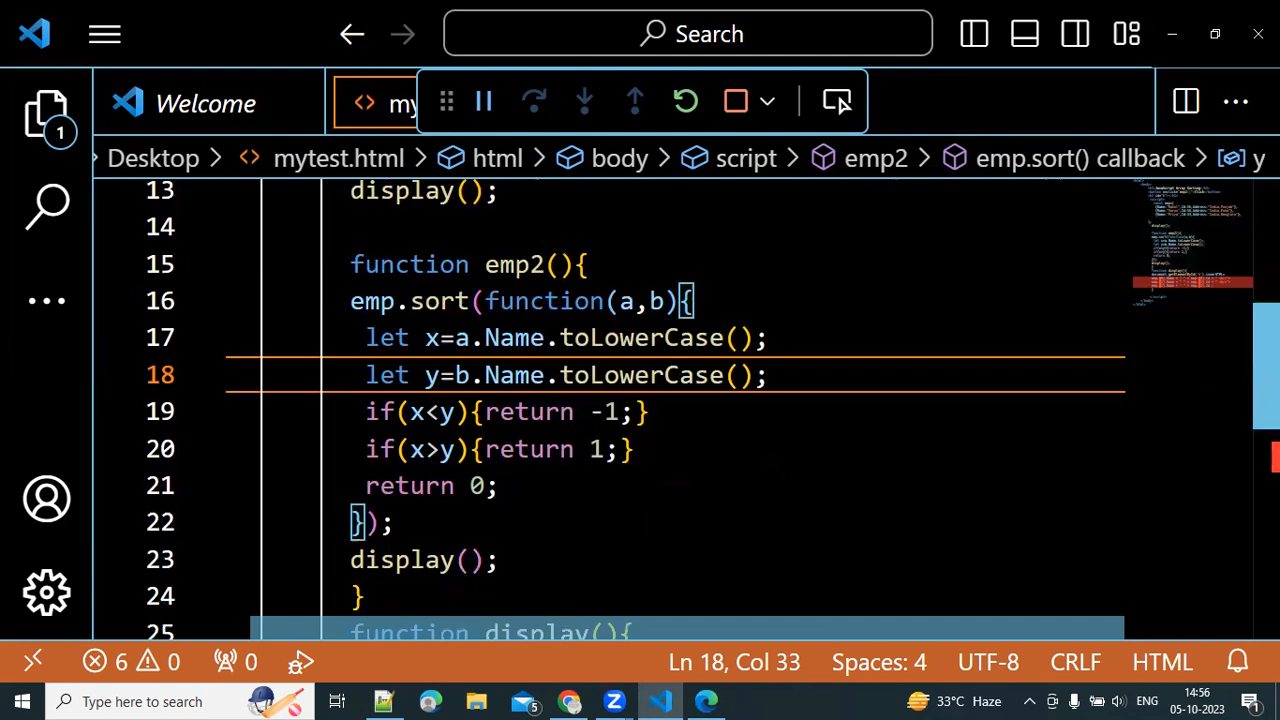 Search
Welcome
my
Desktop > mytest.html > html > body > script > emp2 > emp.sort() callback > y
13 display();
14
15 function emp2(){
16 emp.sort(function(a,b){
17 let x=a.Name.toLowerCase();
18 let y=b.Name.toLowerCase();
19 if(x<y){return -1;}
20 if(x>y){return 1;}
21 return 0;
22 });
23 display();
24 }
25 function display(){
1
6 0 0 Ln 18, Col 33 Spaces: 4 UTF-8 CRLF HTML
Type here to search 5 33°C Haze ENG 14:56
05-10-2023 1